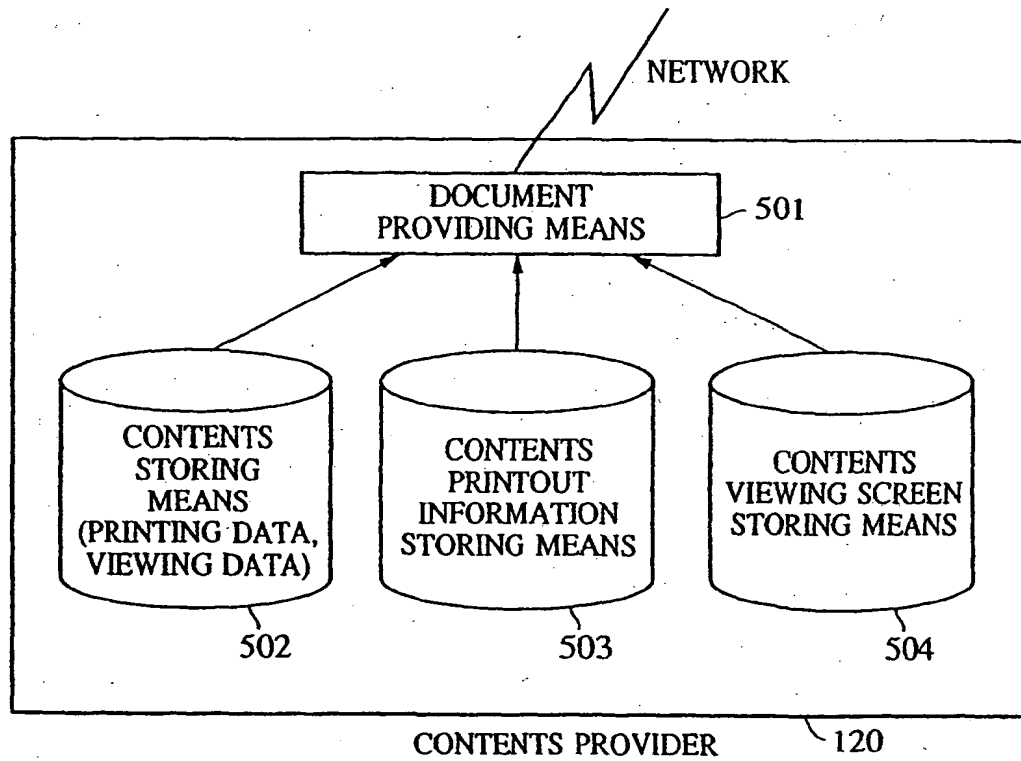 NETWORK
DOCUMENT
PROVIDING MEANS
501
CONTENTS
STORING
MEANS
(PRINTING DATA,
VIEWING DATA)
502
CONTENTS
PRINTOUT
INFORMATION
STORING MEANS
503
CONTENTS
VIEWING SCREEN
STORING MEANS
504
CONTENTS PROVIDER
120